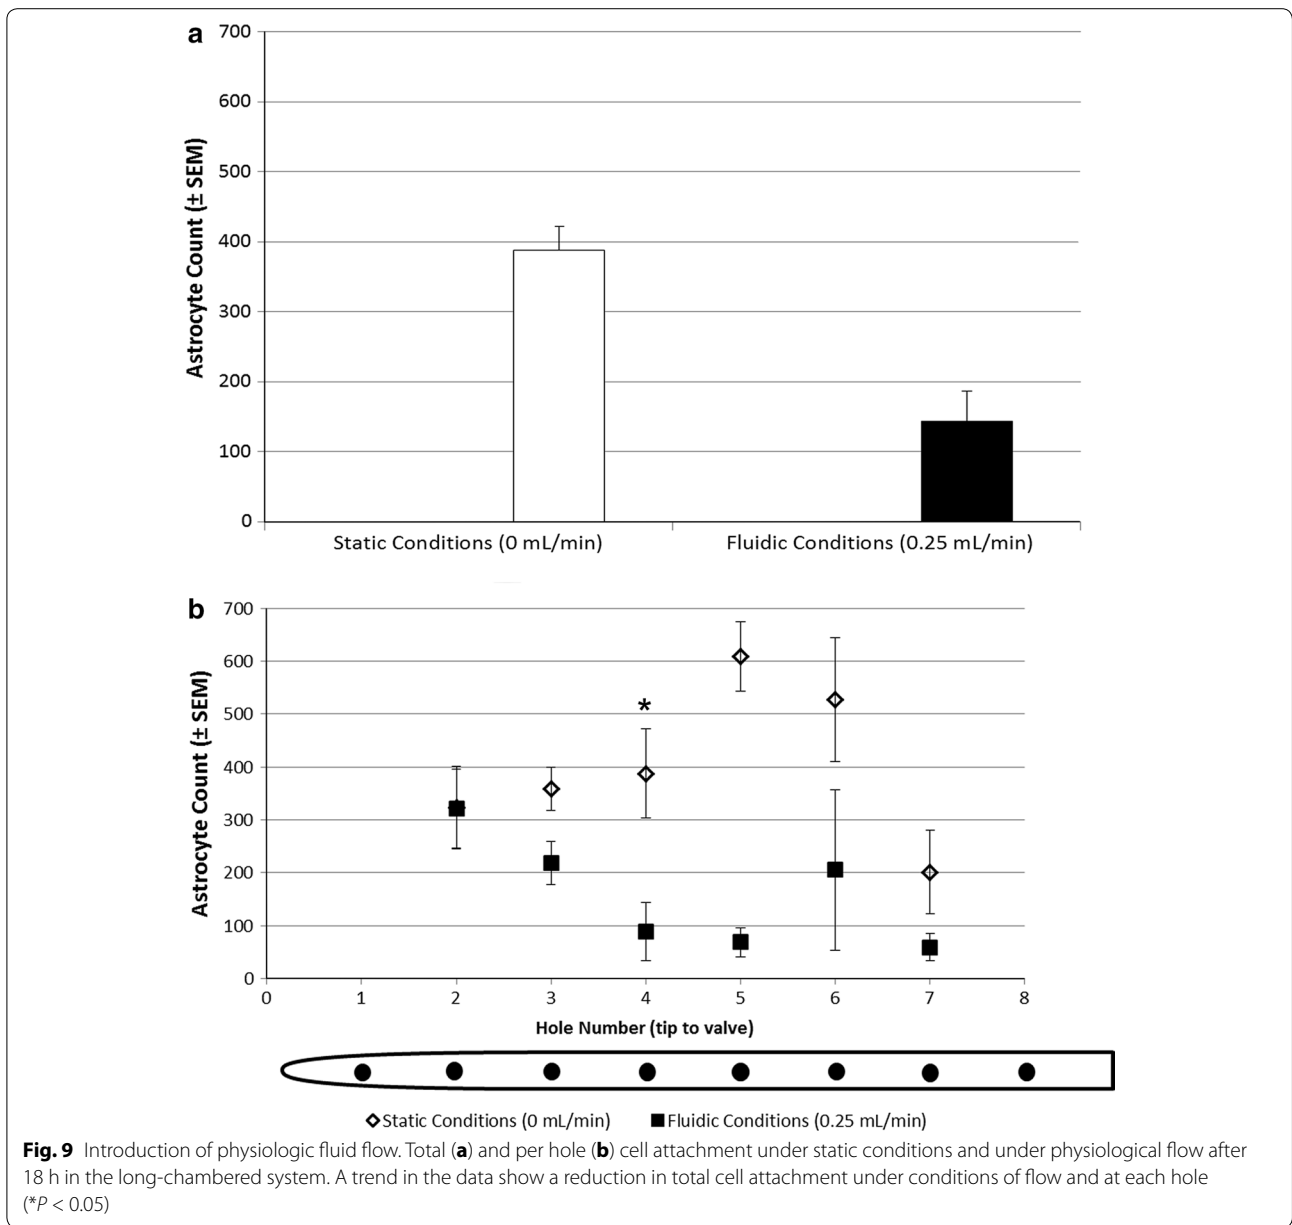 a
700
600
500
400
300
200
100
0
Astrocyte Count (± SEM)
Static Conditions (0 mL/min)
Fluidic Conditions (0.25 mL/min)
b
700
600
500
400
300
200
100
0
Astrocyte Count (± SEM)
*
0 1 2 3 4 5 6 7 8
Hole Number (tip to valve)
Static Conditions (0 mL/min) Fluidic Conditions (0.25 mL/min)
Fig. 9 Introduction of physiologic fluid flow. Total (a) and per hole (b) cell attachment under static conditions and under physiological flow after
18 h in the long-chambered system. A trend in the data show a reduction in total cell attachment under conditions of flow and at each hole
(*P < 0.05)